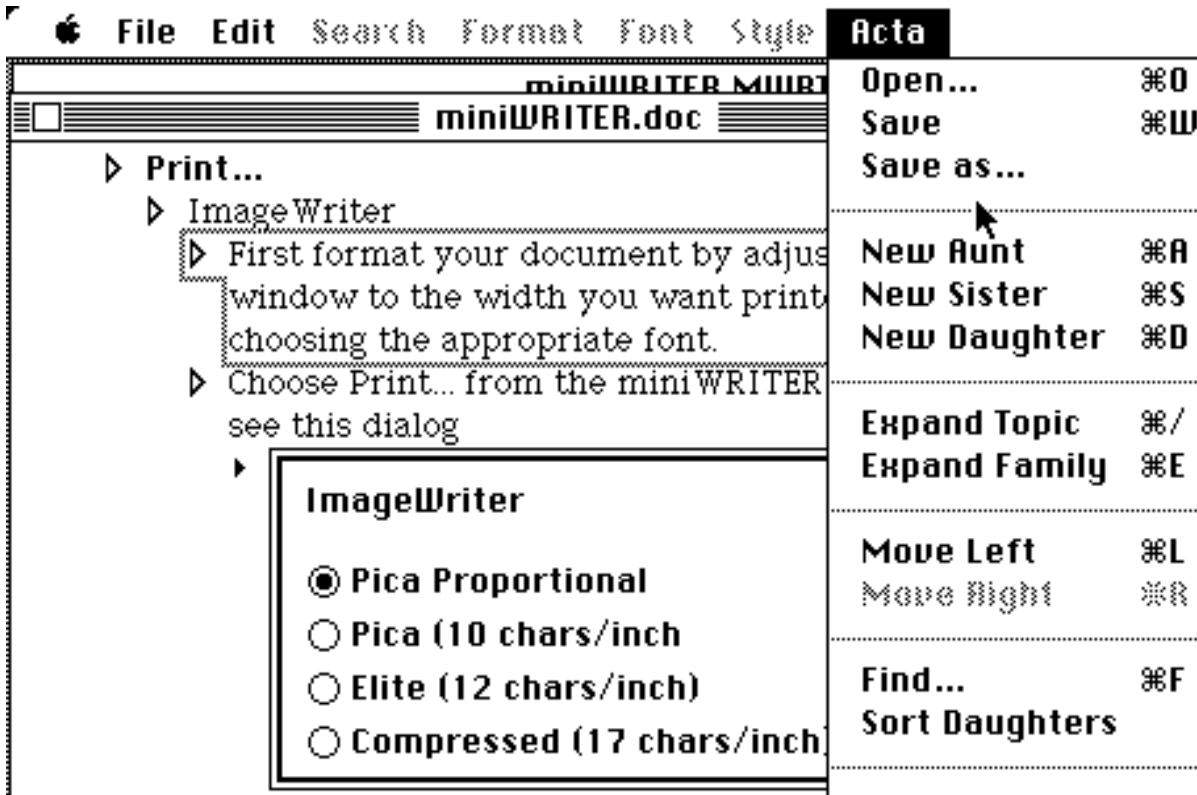 File Edit Search Format Font Style Acta
miniWRITER.doc
Print...
ImageWriter
First format your document by adjus
window to the width you want print
choosing the appropriate font.
Choose Print... from the miniWRITER
see this dialog
ImageWriter
Pica Proportional
Pica (10 chars/inch
Elite (12 chars/inch)
Compressed (17 chars/inch)
Open... ⌘O
Save ⌘W
Save as...
New Aunt ⌘A
New Sister ⌘S
New Daughter ⌘D
Expand Topic ⌘/
Expand Family ⌘E
Move Left ⌘L
Move Right ⌘R
Find... ⌘F
Sort Daughters